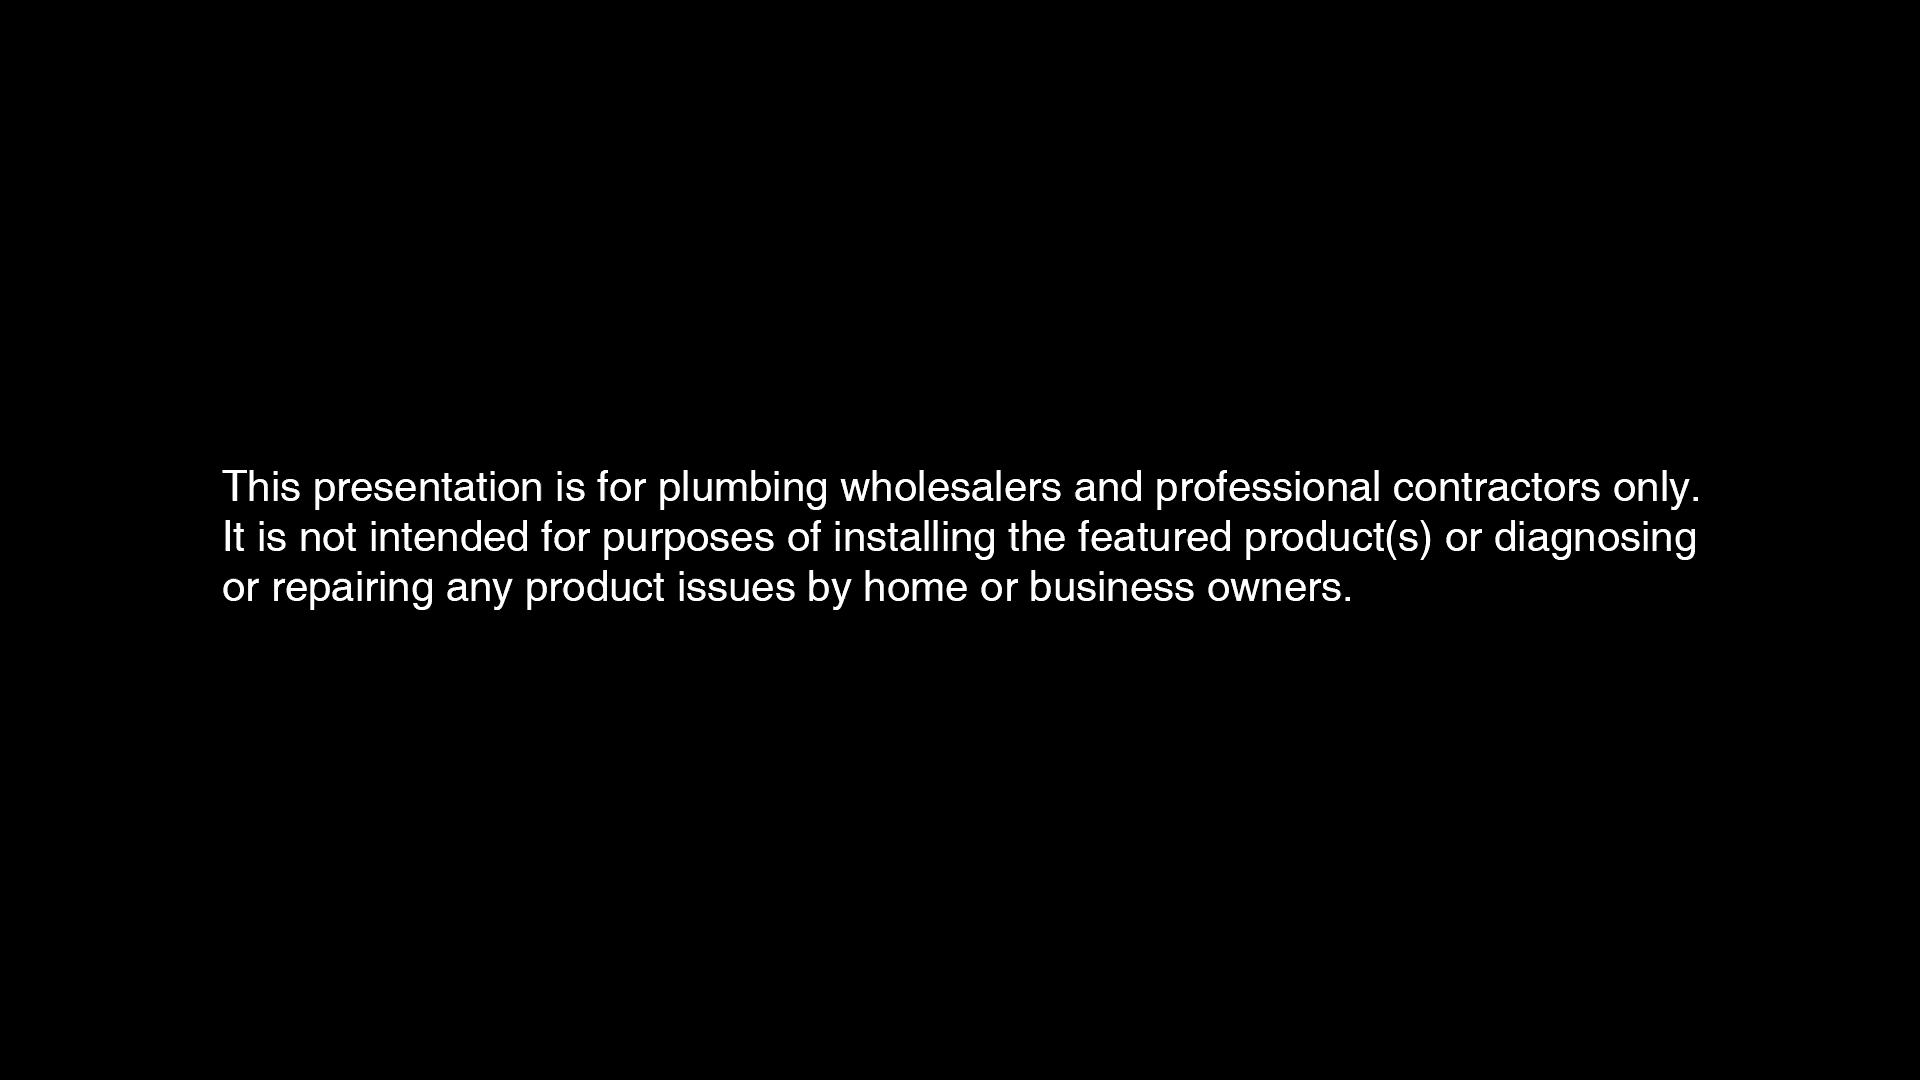 This presentation is for plumbing wholesalers and professional contractors only.
It is not intended for purposes of installing the featured product(s) or diagnosing
or repairing any product issues by home or business owners.